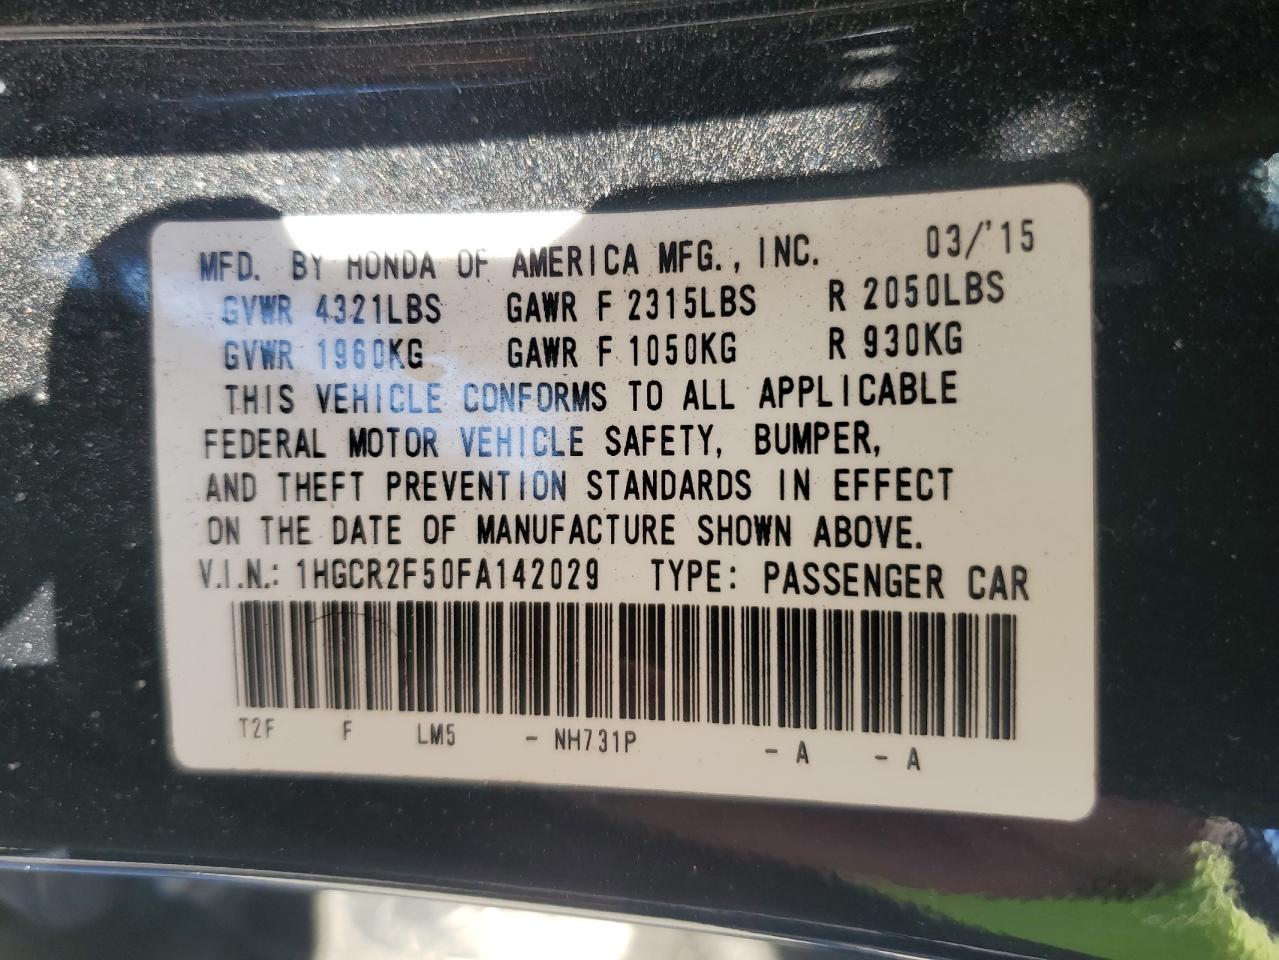 MFD. BY HONDA OF AMERICA MFG., INC. 03/'15
GVWR 4321LBS GAWR F 2315LBS R 2050LBS
GVWR 1960KG GAWR F 1050KG R 930KG
THIS VEHICLE CONFORMS TO ALL APPLICABLE
FEDERAL MOTOR VEHICLE SAFETY, BUMPER,
AND THEFT PREVENTION STANDARDS IN EFFECT
ON THE DATE OF MANUFACTURE SHOWN ABOVE.
V.I.N.: 1HGCR2F50FA142029 TYPE: PASSENGER CAR
T2F F LM5 - NH731P - A - A